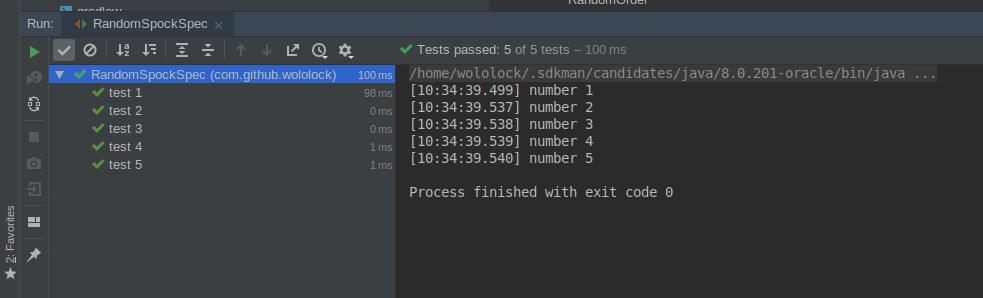 gradlew
RandomOrder
Run: RandomSpockSpec
Tests passed: 5 of 5 tests – 100 ms
RandomSpockSpec (com.github.wololock) 100 ms
test 1 98 ms
test 2 0 ms
test 3 0 ms
test 4 1 ms
test 5 1 ms
/home/wololock/.sdkman/candidates/java/8.0.201-oracle/bin/java ...
[10:34:39.499] number 1
[10:34:39.537] number 2
[10:34:39.538] number 3
[10:34:39.539] number 4
[10:34:39.540] number 5
Process finished with exit code 0
2: Favorites